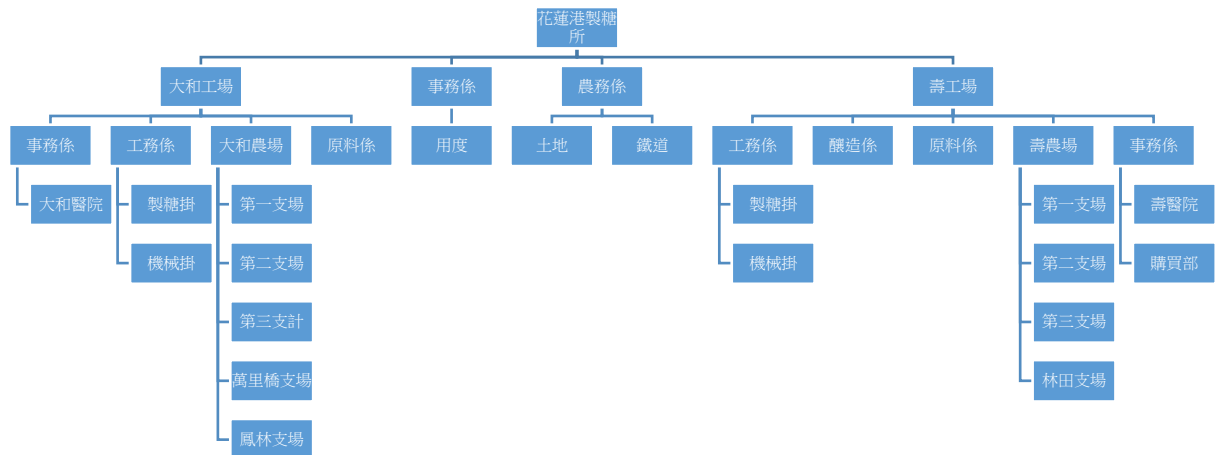 花蓮港製糖
所
大和工場
事務係
農務係
壽工場
事務係
工務係
大和農場
原料係
用度
土地
鐵道
工務係
釀造係
原料係
壽農場
事務係
大和醫院
製糖掛
第一支場
製糖掛
第一支場
壽醫院
機械掛
第二支場
機械掛
第二支場
購買部
第三支計
第三支場
萬里橋支場
林田支場
鳳林支場